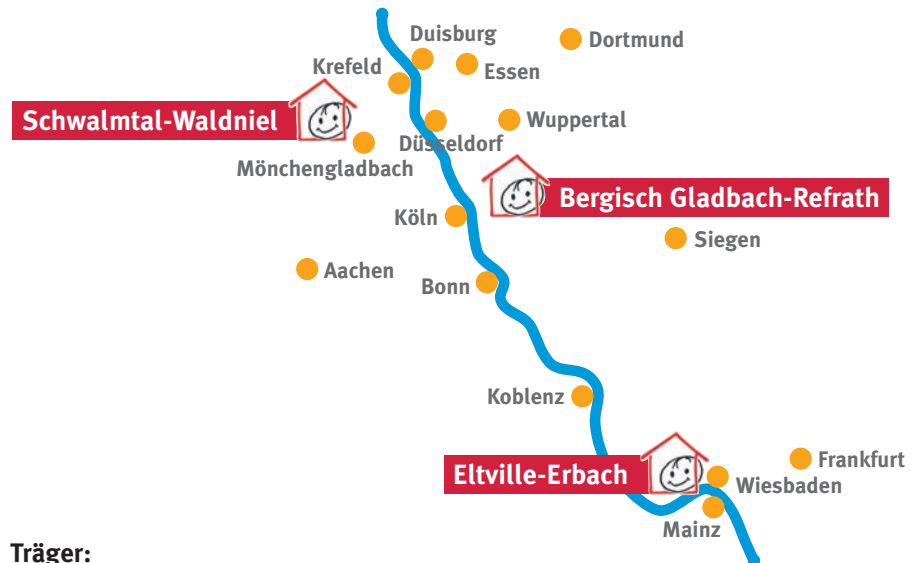 Duisburg
Dortmund
Krefeld
Essen
Schwalmtal-Waldniel
Düsseldorf
Wuppertal
Mönchengladbach
Bergisch Gladbach-Refrath
Köln
Siegen
Aachen
Bonn
Koblenz
Eltville-Erbach
Frankfurt
Wiesbaden
Mainz
Träger: